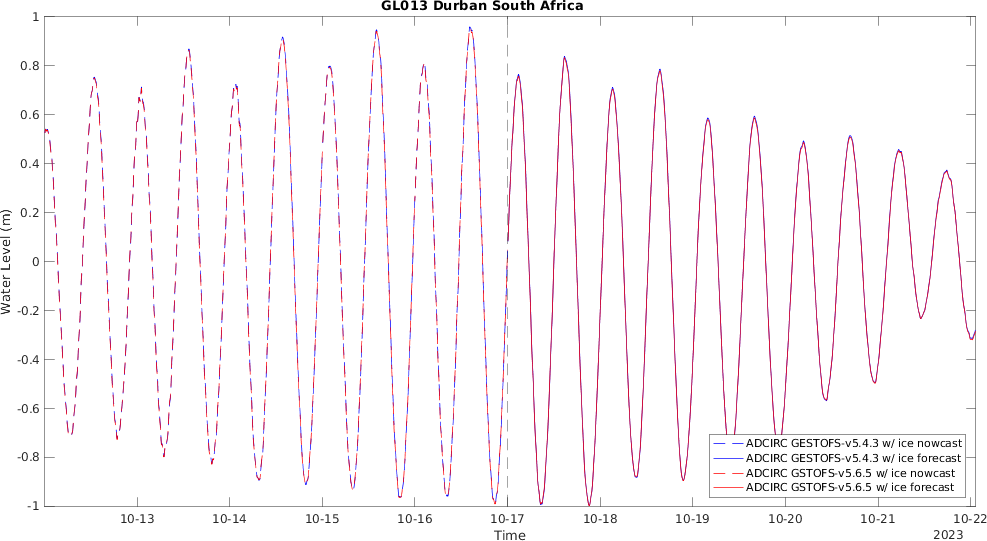 GL013 Durban South Africa
Water Level (m)
1
0.8
0.6
0.4
0.2
0
-0.2
-0.4
-0.6
-0.8
-1
ADCIRC GESTOFS-v5.4.3 w/ ice nowcast
ADCIRC GESTOFS-v5.4.3 w/ ice forecast
ADCIRC GSTOFS-v5.6.5 w/ ice nowcast
ADCIRC GSTOFS-v5.6.5 w/ ice forecast
10-13 10-14 10-15 10-16 10-17 10-18 10-19 10-20 10-21 10-22
Time
2023